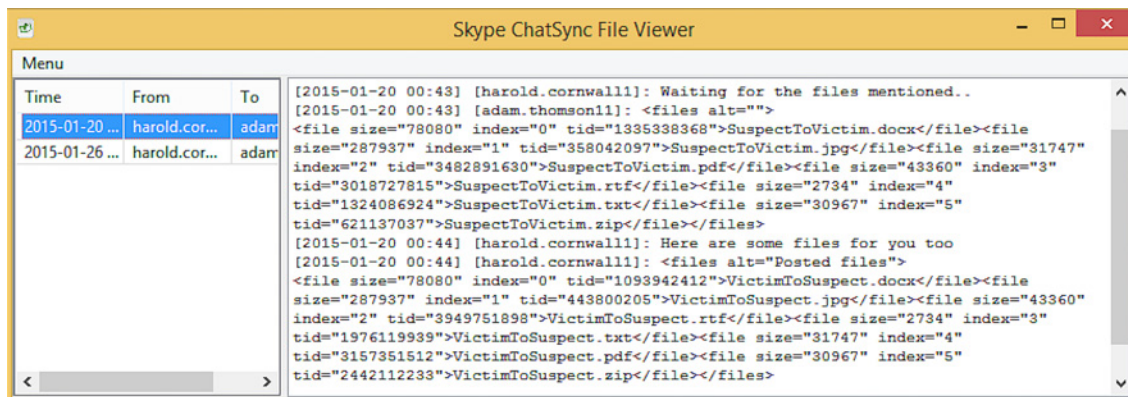 Skype ChatSync File Viewer
Menu
Time From To
2015-01-20 ... harold.cor... adam
2015-01-26 ... harold.cor... adam
[2015-01-20 00:43] [harold.cornwall1]: Waiting for the files mentioned..
[2015-01-20 00:43] [adam.thomson11]: <files alt="">
<file size="78080" index="0" tid="1335338368">SuspectToVictim.docx</file><file
size="287937" index="1" tid="358042097">SuspectToVictim.jpg</file><file size="31747"
index="2" tid="3482891630">SuspectToVictim.pdf</file><file size="43360" index="3"
tid="3018727815">SuspectToVictim.rtf</file><file size="2734" index="4"
tid="1324086924">SuspectToVictim.txt</file><file size="30967" index="5"
tid="621137037">SuspectToVictim.zip</file></files>
[2015-01-20 00:44] [harold.cornwall1]: Here are some files for you too
[2015-01-20 00:44] [harold.cornwall1]: <files alt="Posted files">
<file size="78080" index="0" tid="1093942412">VictimToSuspect.docx</file><file
size="287937" index="1" tid="443800205">VictimToSuspect.jpg</file><file size="43360"
index="2" tid="3949751898">VictimToSuspect.rtf</file><file size="2734" index="3"
tid="1976119939">VictimToSuspect.txt</file><file size="31747" index="4"
tid="3157351512">VictimToSuspect.pdf</file><file size="30967" index="5"
tid="2442112233">VictimToSuspect.zip</file></files>